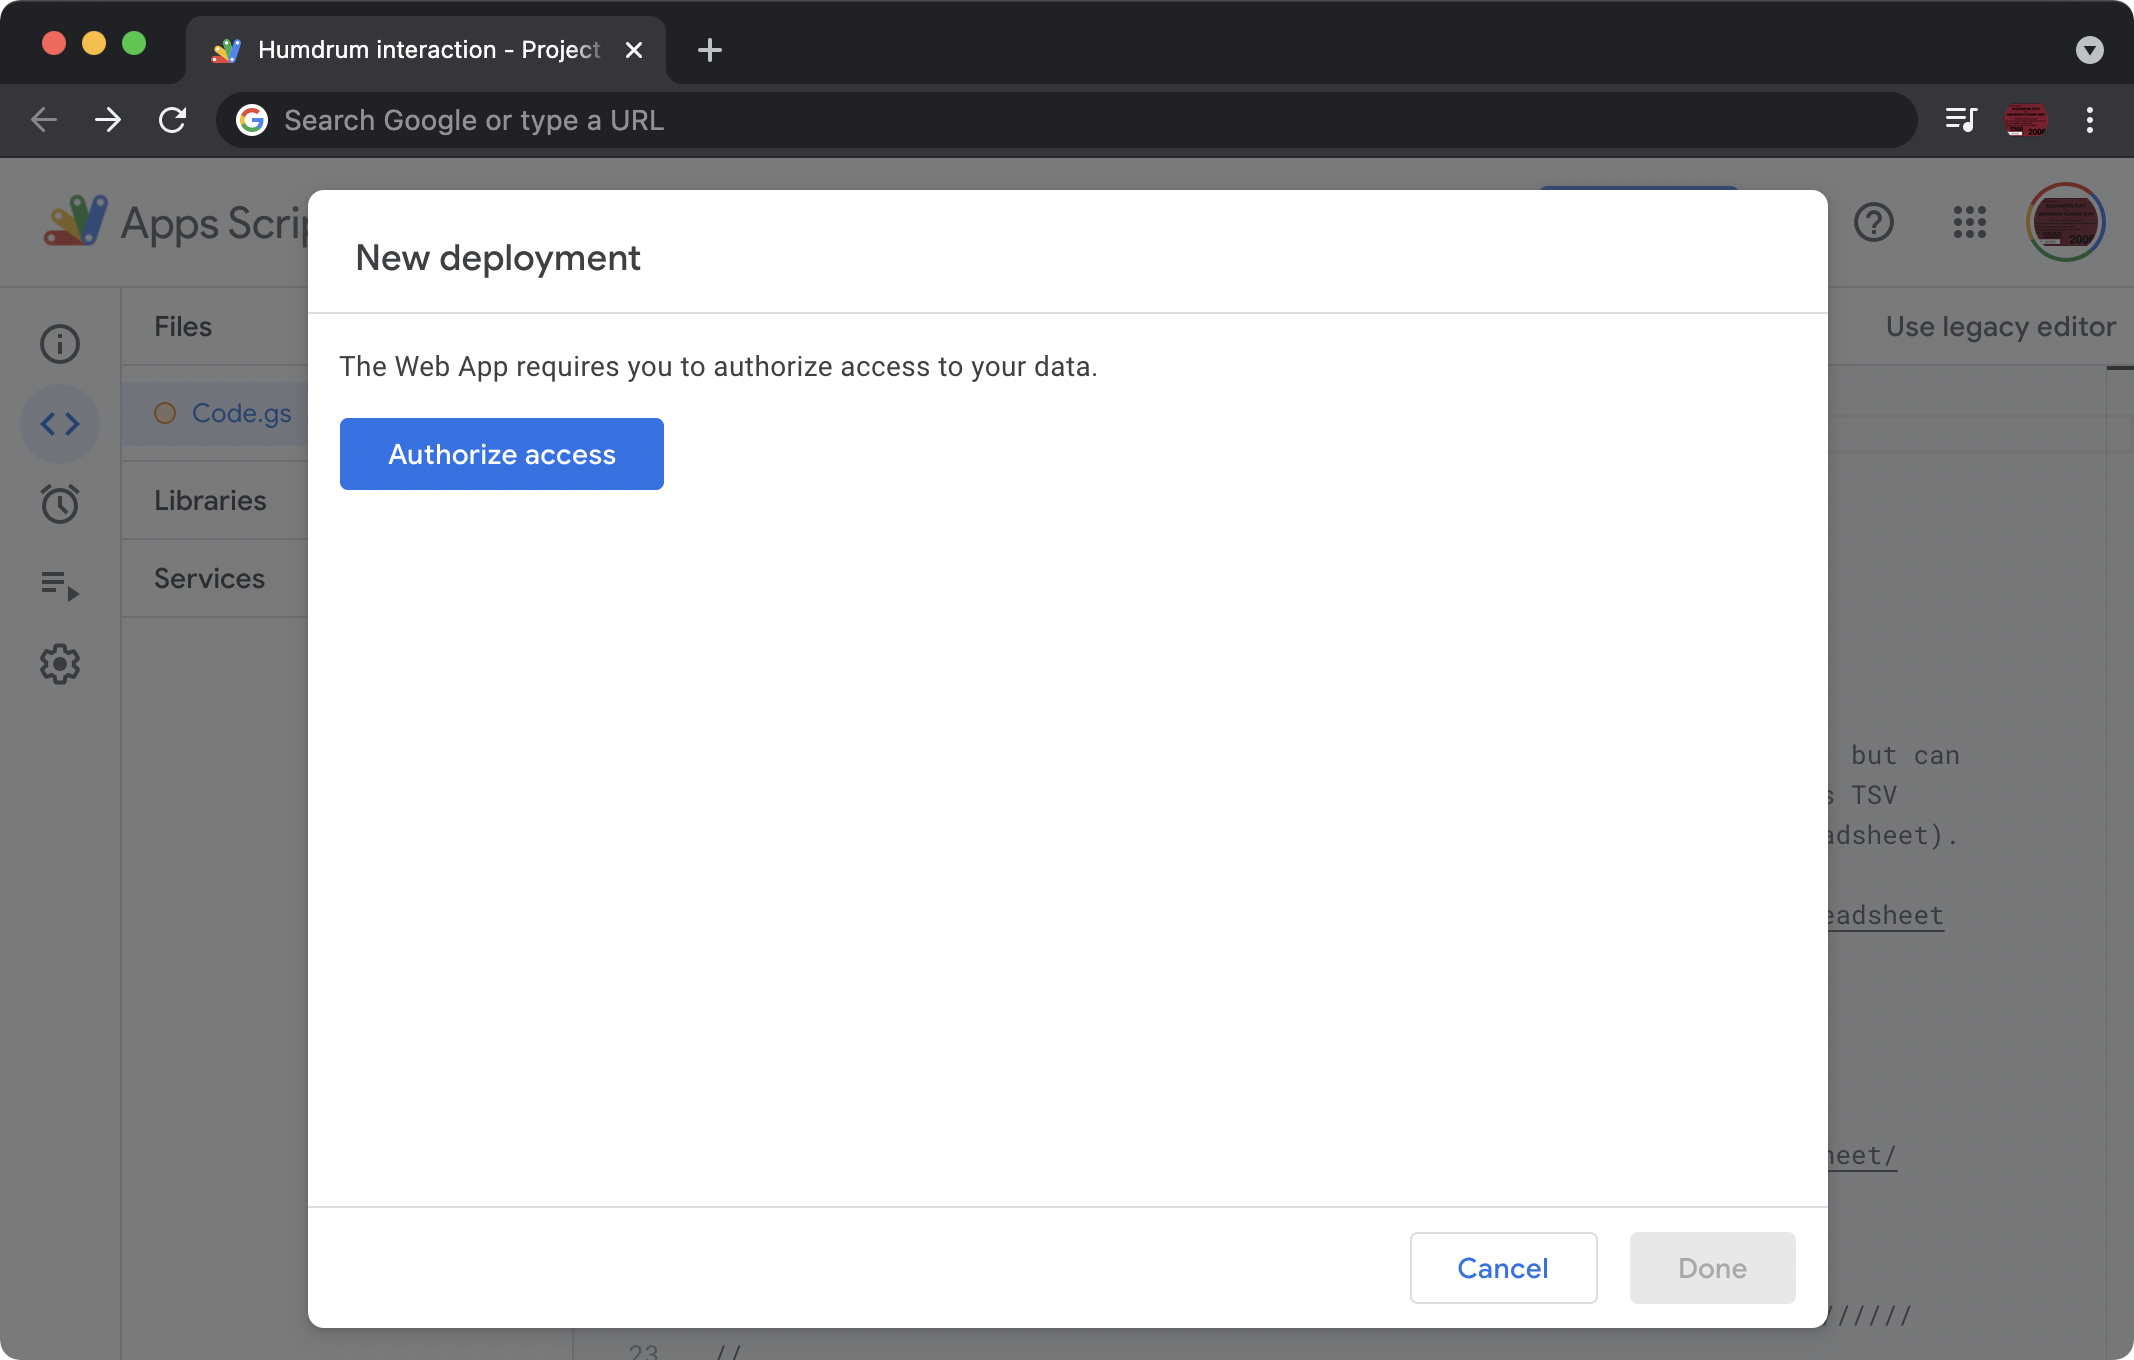 Humdrum interaction - Project
Search Google or type a URL
Apps Scrip
New deployment
Files
Use legacy editor
The Web App requires you to authorize access to your data.
Code.gs
Authorize access
Libraries
Services
but can
s TSV
adsheet).
eadsheet
heet/
Cancel
Done
//////
23 //